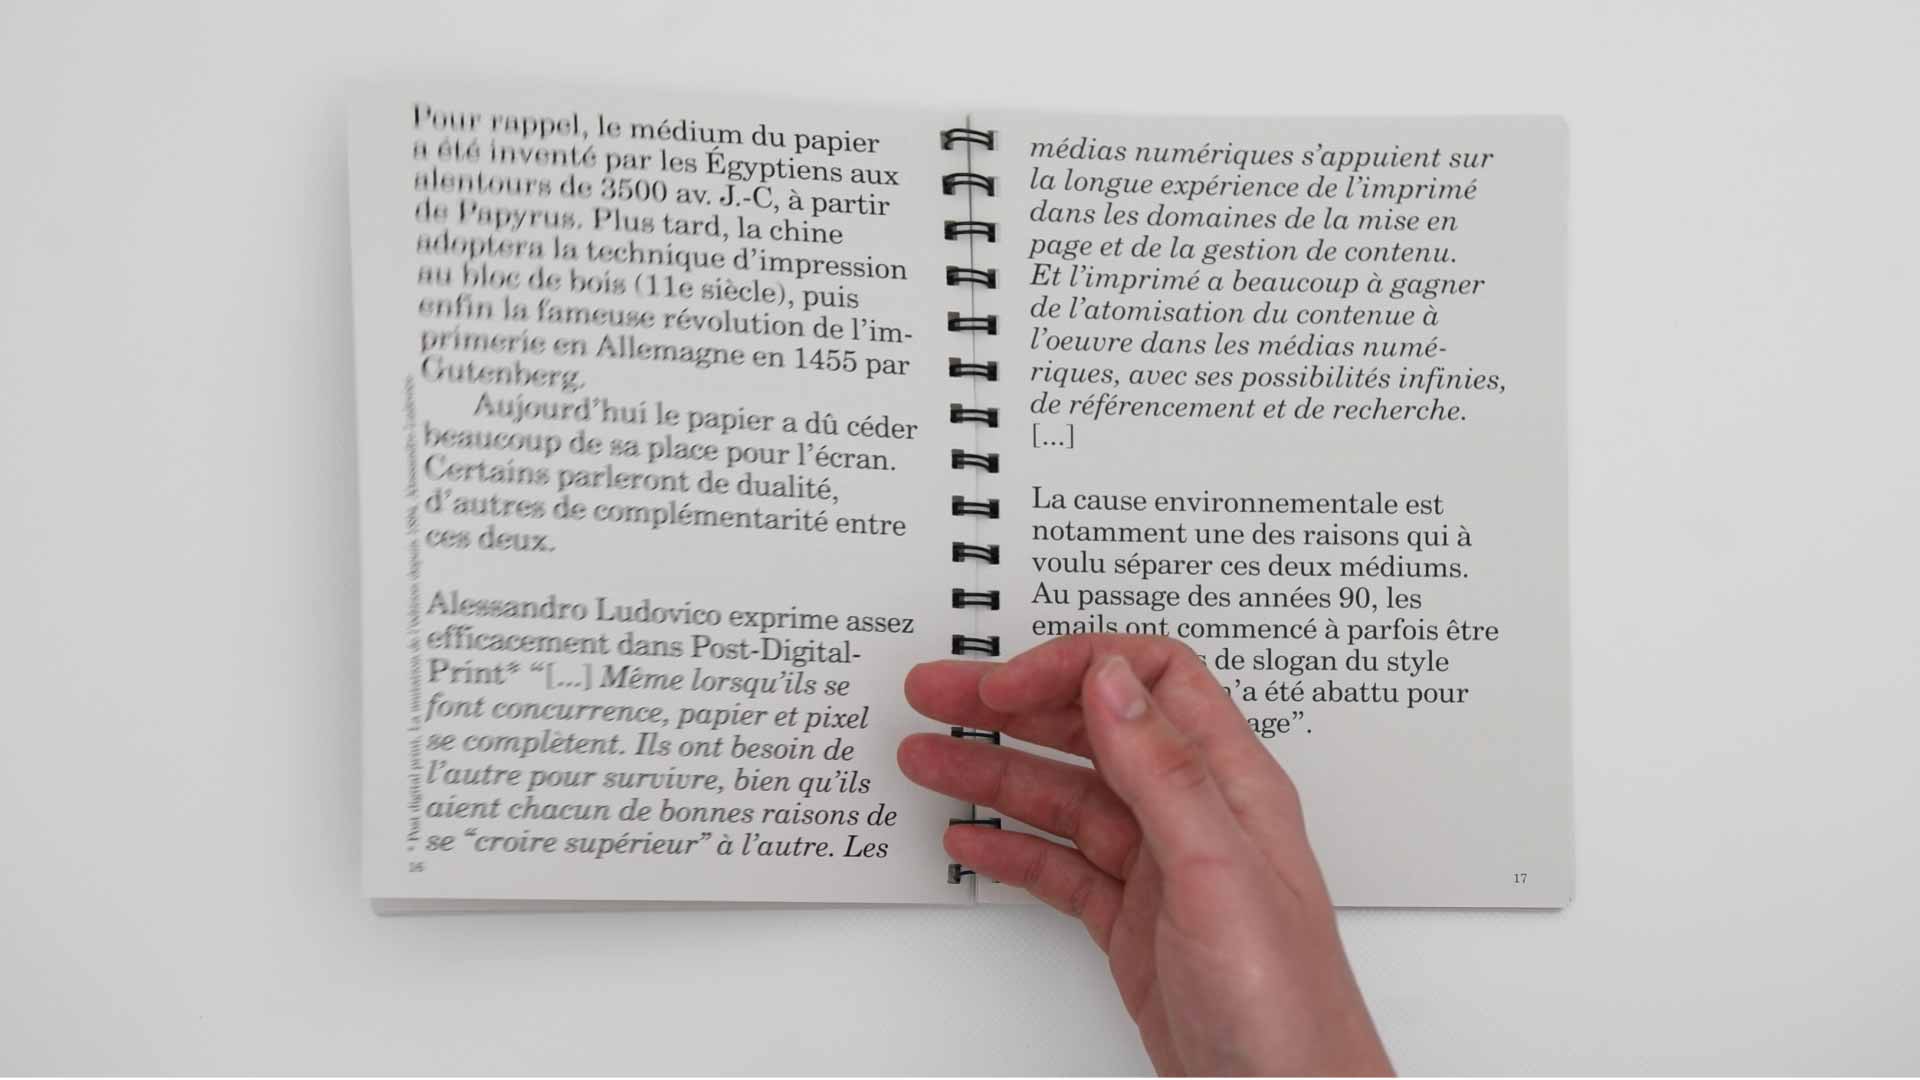 Pour rappel, le médium du papier
a été inventé par les Égyptiens aux
alentours de 3500 av. J.-C, à partir
de Papyrus. Plus tard, la chine
adoptera la technique d’impression
au bloc de bois (11e siècle), puis
enfin la fameuse révolution de l’im-
primerie en Allemagne en 1455 par
Gutenberg.
Aujourd’hui le papier a dû céder
beaucoup de sa place pour l’écran.
Certains parleront de dualité,
d’autres de complémentarité entre
ces deux.
Alessandro Ludovico exprime assez
efficacement dans Post-Digital-
Print* “[...] Même lorsqu’ils se
font concurrence, papier et pixel
se complètent. Ils ont besoin de
l’autre pour survivre, bien qu’ils
aient chacun de bonnes raisons de
se “croire supérieur” à l’autre. Les
* Post digital print. La mutation de l’édition depuis 1894, Alessandro Ludovico
16
médias numériques s’appuient sur
la longue expérience de l’imprimé
dans les domaines de la mise en
page et de la gestion de contenu.
Et l’imprimé a beaucoup à gagner
de l’atomisation du contenue à
l’oeuvre dans les médias numé-
riques, avec ses possibilités infinies,
de référencement et de recherche.
[...]
La cause environnementale est
notamment une des raisons qui à
voulu séparer ces deux médiums.
Au passage des années 90, les
emails ont commencé à parfois être
de slogan du style
n’a été abattu pour
age”.
17